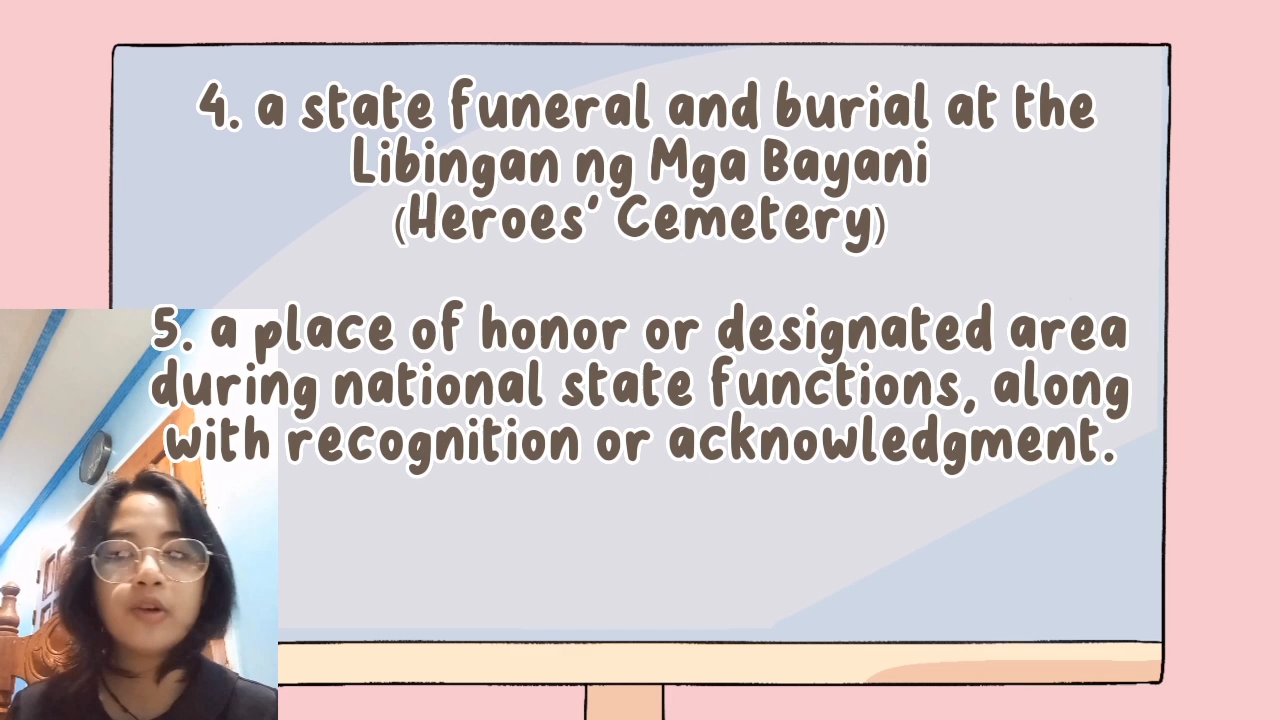 4. a state funeral and burial at the
Libingan ng Mga Bayani
(Heroes' Cemetery)
5. a place of honor or designated area
during national state functions, along
with recognition or acknowledgment.